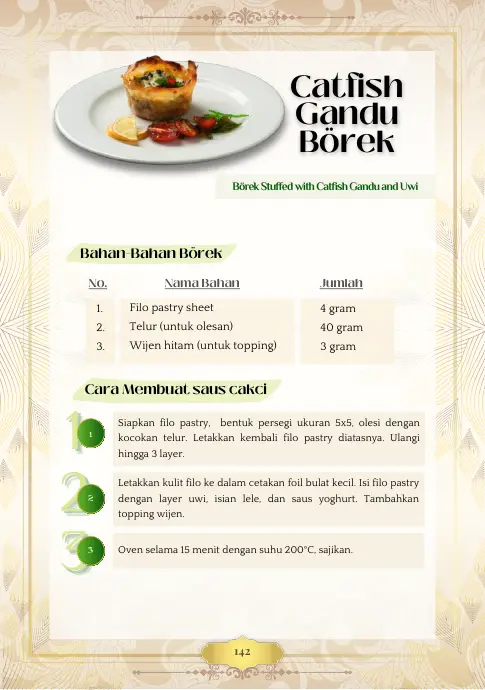 Catfish
Gandu
Börek
Börek Stuffed with Catfish Gandu and Uwi
Bahan-Bahan Börek
No. Nama Bahan Jumlah
1. Filo pastry sheet 4 gram
2. Telur (untuk olesan) 40 gram
3. Wijen hitam (untuk topping) 3 gram
Cara Membuat saus cakci
1
1
Siapkan filo pastry, bentuk persegi ukuran 5x5, olesi dengan
kocokan telur. Letakkan kembali filo pastry diatasnya. Ulangi
hingga 3 layer.
2
2
Letakkan kulit filo ke dalam cetakan foil bulat kecil. Isi filo pastry
dengan layer uwi, isian lele, dan saus yoghurt. Tambahkan
topping wijen.
3
3
Oven selama 15 menit dengan suhu 200°C, sajikan.
142